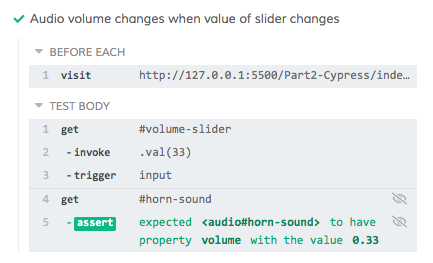 Audio volume changes when value of slider changes
BEFORE EACH
1 visit http://127.0.0.1:5500/Part2-Cypress/inde…
TEST BODY
1 get #volume-slider
2 - invoke .val(33)
3 - trigger input
4 get #horn-sound
5 - assert expected <audio#horn-sound> to have
property volume with the value 0.33